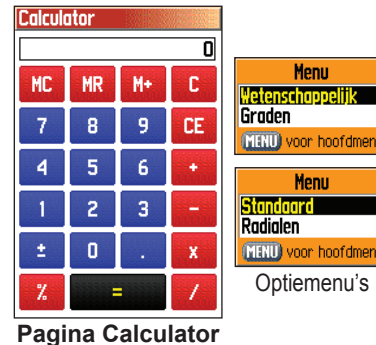 Calculator
0
MC MR M+ C
7 8 9 CE
4 5 6 +
1 2 3 -
± 0 . x
% = /
Pagina Calculator
Menu
Wetenschappelijk
Graden
MENU voor hoofdmen
Menu
Standaard
Radialen
MENU voor hoofdmen
Optiemenu's